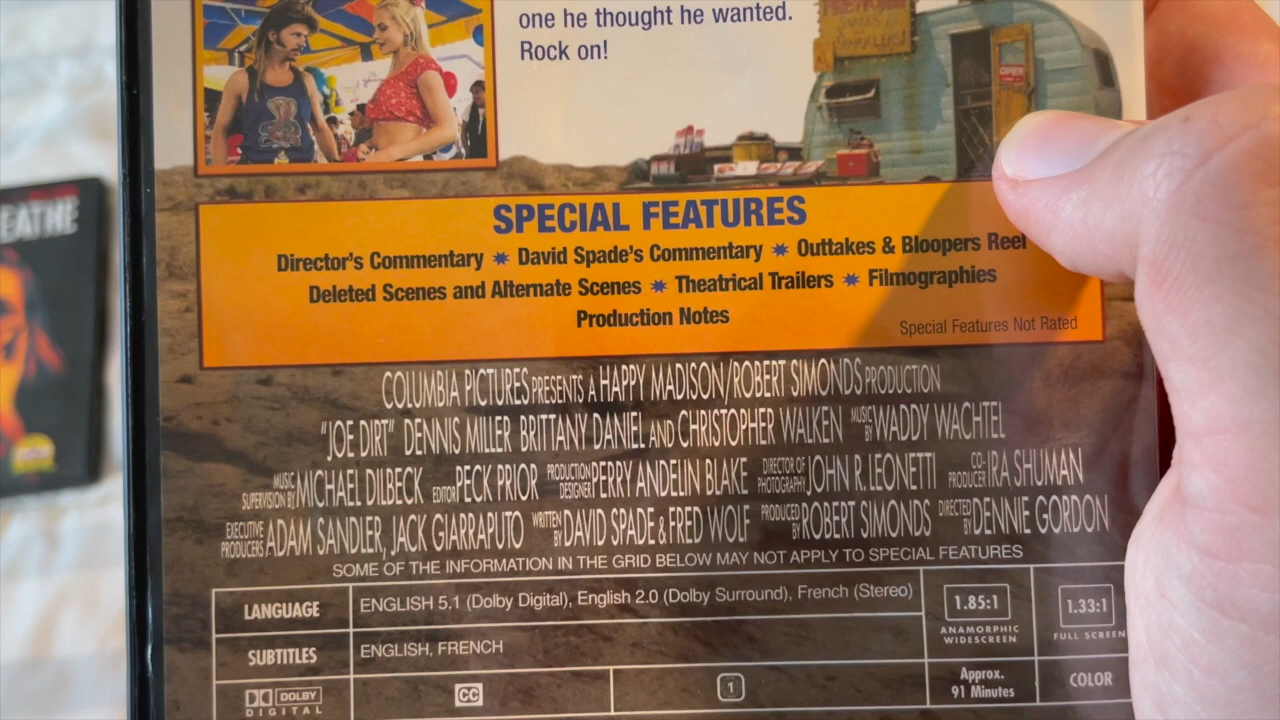 one he thought he wanted.
Rock on!
OPEN
EATHE
SPECIAL FEATURES
Director's Commentary ✷ David Spade's Commentary ✷ Outtakes & Bloopers Reel
Deleted Scenes and Alternate Scenes ✷ Theatrical Trailers ✷ Filmographies
Production Notes
Special Features Not Rated
COLUMBIA PICTURES PRESENTS A HAPPY MADISON/ROBERT SIMONDS PRODUCTION
"JOE DIRT" DENNIS MILLER BRITTANY DANIEL AND CHRISTOPHER WALKEN MUSIC BY WADDY WACHTEL
MUSIC SUPERVISION BY MICHAEL DILBECK EDITOR PECK PRIOR PRODUCTION DESIGNER PERRY ANDELIN BLAKE DIRECTOR OF PHOTOGRAPHY JOHN R. LEONETTI CO-PRODUCER IRA SHUMAN
EXECUTIVE PRODUCERS ADAM SANDLER, JACK GIARRAPUTO WRITTEN BY DAVID SPADE & FRED WOLF PRODUCED BY ROBERT SIMONDS DIRECTED BY DENNIE GORDON
SOME OF THE INFORMATION IN THE GRID BELOW MAY NOT APPLY TO SPECIAL FEATURES
LANGUAGE ENGLISH 5.1 (Dolby Digital), English 2.0 (Dolby Surround), French (Stereo)
1.85:1 1.33:1
ANAMORPHIC WIDESCREEN FULL SCREEN
SUBTITLES ENGLISH, FRENCH
DOLBY DIGITAL CC 1 Approx. 91 Minutes COLOR